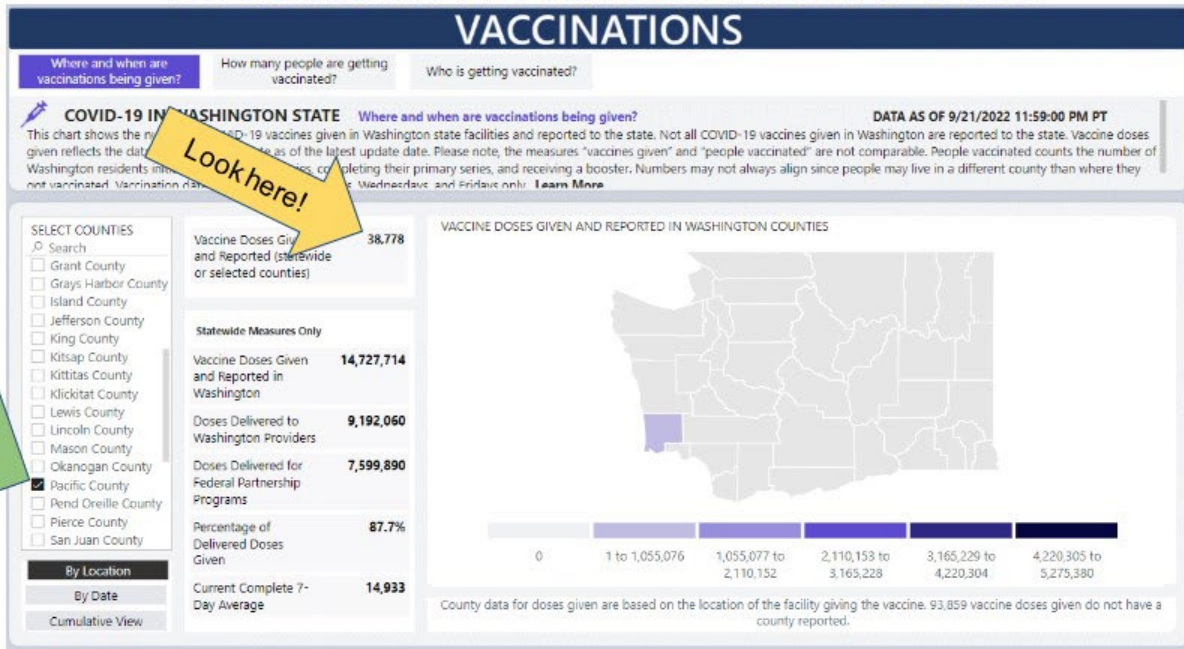 VACCINATIONS
Where and when are
vaccinations being given?
How many people are getting
vaccinated?
Who is getting vaccinated?
COVID-19 IN WASHINGTON STATE
Where and when are vaccinations being given?
DATA AS OF 9/21/2022 11:59:00 PM PT
This chart shows the COVID-19 vaccines given in Washington state facilities and reported to the state. Not all COVID-19 vaccines given in Washington are reported to the state. Vaccine doses
given reflects the as of the latest update date. Please note, the measures "vaccines given" and "people vaccinated" are not comparable. People vaccinated counts the number of
Washington residents completing their primary series, and receiving a booster. Numbers may not always align since people may live in a different county than where they
got vaccinated. Vaccination Wednesdays, and Fridays only. Learn More
Look here!
SELECT COUNTIES
Search
Grant County
Grays Harbor County
Island County
Jefferson County
King County
Kitsap County
Kittitas County
Klickitat County
Lewis County
Lincoln County
Mason County
Okanogan County
Pacific County
Pend Oreille County
Pierce County
San Juan County
By Location
By Date
Cumulative View
Vaccine Doses 38,778
and Reported (statewide
or selected counties)
Statewide Measures Only
Vaccine Doses Given 14,727,714
and Reported in
Washington
Doses Delivered to 9,192,060
Washington Providers
Doses Delivered for 7,599,890
Federal Partnership
Programs
Percentage of 87.7%
Delivered Doses
Given
Current Complete 7- 14,933
Day Average
VACCINE DOSES GIVEN AND REPORTED IN WASHINGTON COUNTIES
0
1 to 1,055,076
1,055,077 to
2,110,152
2,110,153 to
3,165,228
3,165,229 to
4,220,304
4,220,305 to
5,275,380
County data for doses given are based on the location of the facility giving the vaccine. 93,859 vaccine doses given do not have a
county reported.